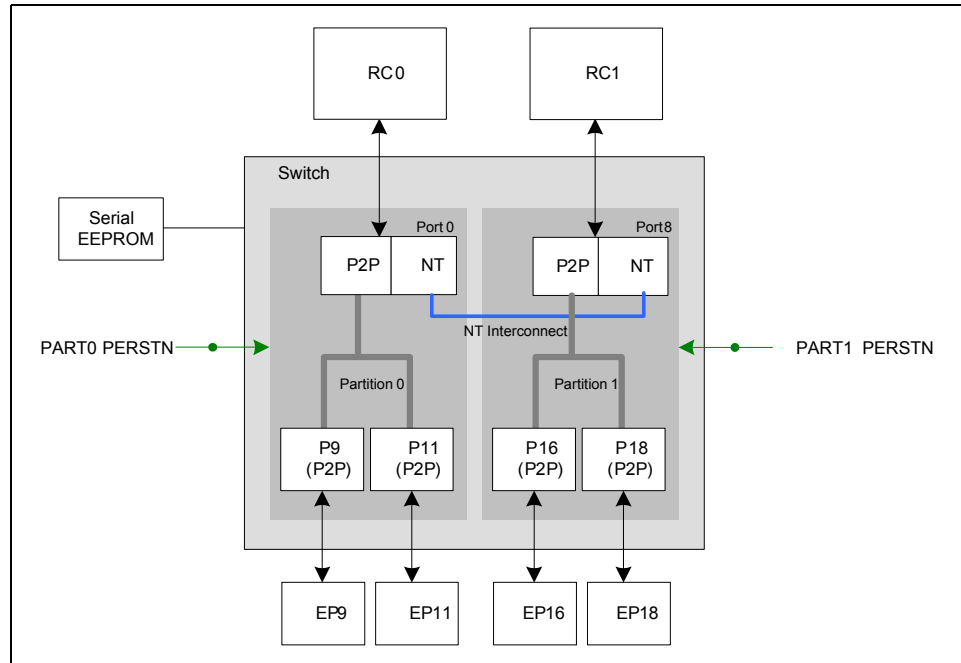 RC0
RC1
Switch
Serial
EEPROM
Port 0
Port8
P2P
NT
P2P
NT
NT Interconnect
PART0 PERSTN
PART1 PERSTN
Partition 0
Partition 1
P9
(P2P)
P11
(P2P)
P16
(P2P)
P18
(P2P)
EP9
EP11
EP16
EP18